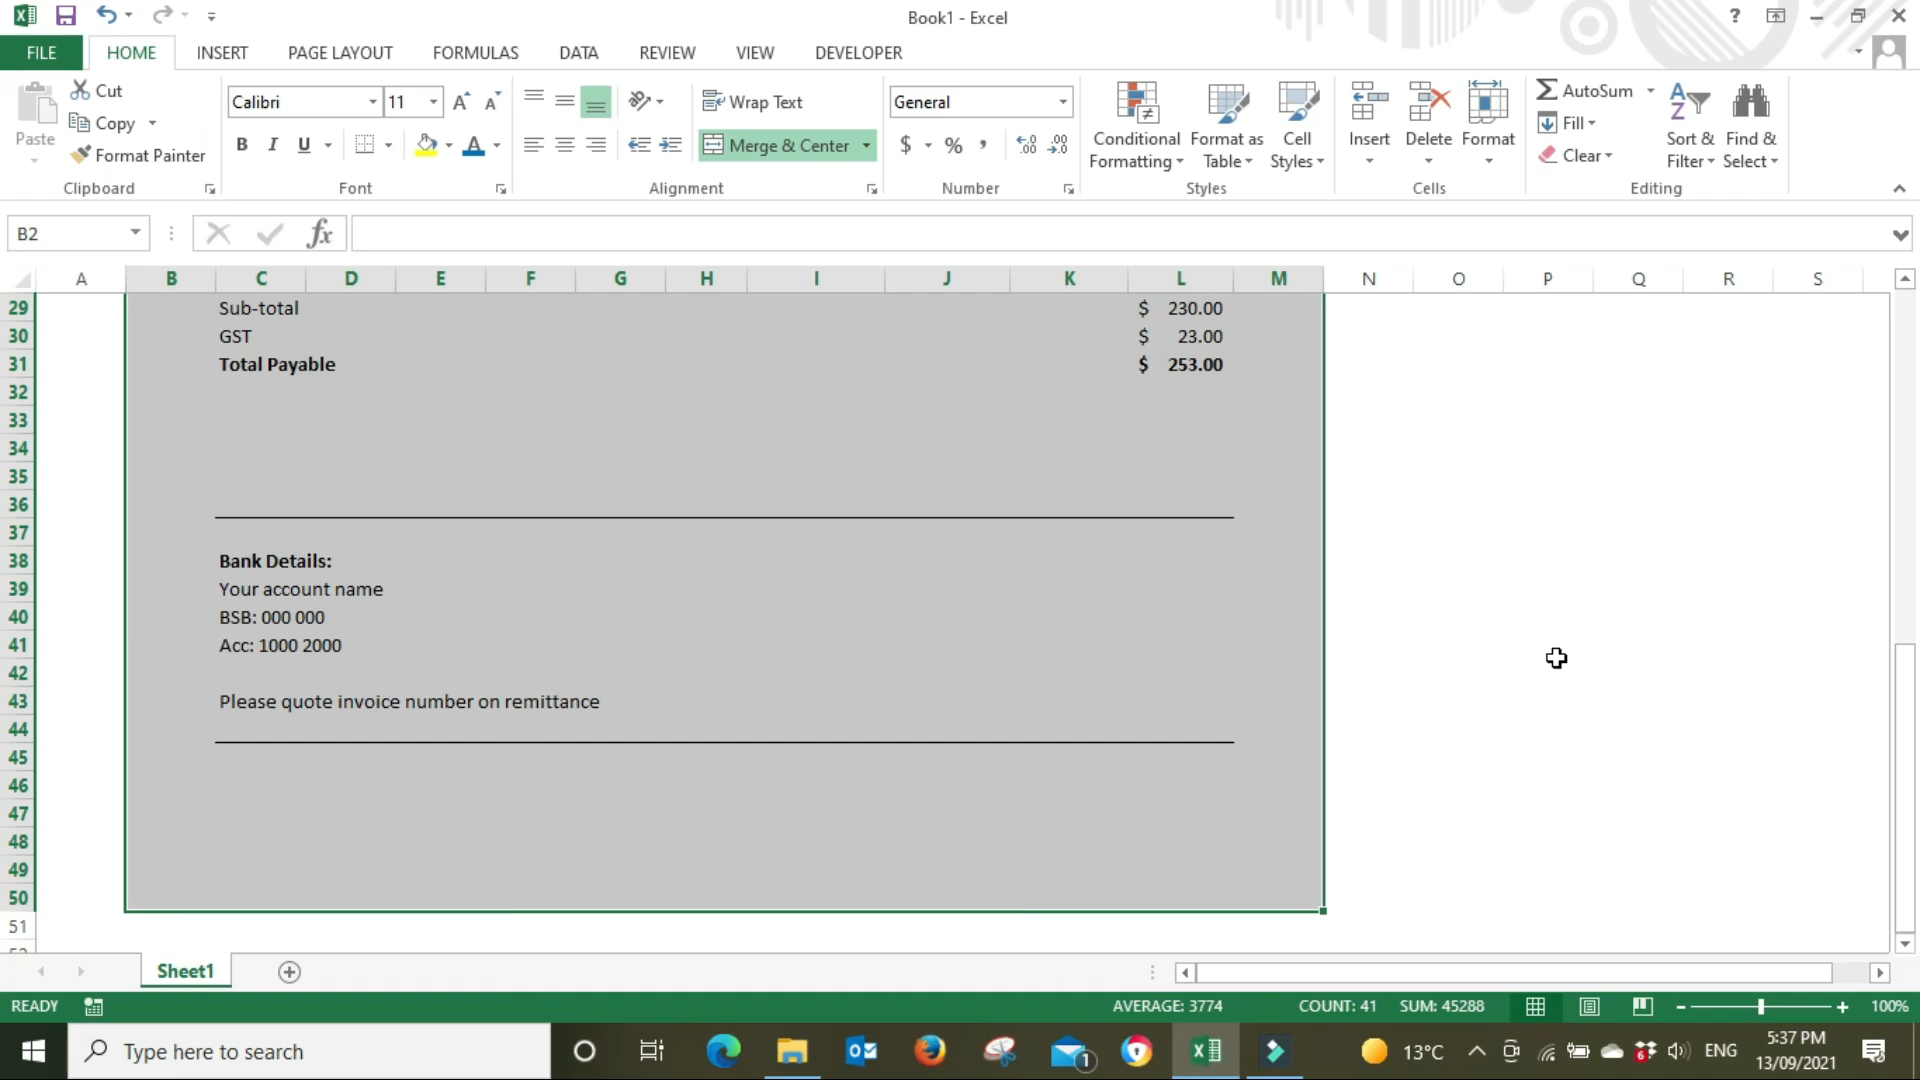 Book1 - Excel
?
FILE HOME INSERT PAGE LAYOUT FORMULAS DATA REVIEW VIEW DEVELOPER
Paste
Cut
Copy
Format Painter
Clipboard
Calibri 11
B I U A
Font
Wrap Text
Merge & Center
Alignment
General
$ % ,
Number
Conditional Formatting
Format as Table
Cell Styles
Styles
Insert Delete Format
Cells
AutoSum
Fill
Clear
Sort & Filter
Find & Select
Editing
B2
fx
A B C D E F G H I J K L M N O P Q R S
29 Sub-total $ 230.00
30 GST $ 23.00
31 Total Payable $ 253.00
32
33
34
35
36
37
38 Bank Details:
39 Your account name
40 BSB: 000 000
41 Acc: 1000 2000
42
43 Please quote invoice number on remittance
44
45
46
47
48
49
50
51
Sheet1
READY AVERAGE: 3774 COUNT: 41 SUM: 45288 100%
Type here to search
1
13°C
6
ENG
5:37 PM
13/09/2021